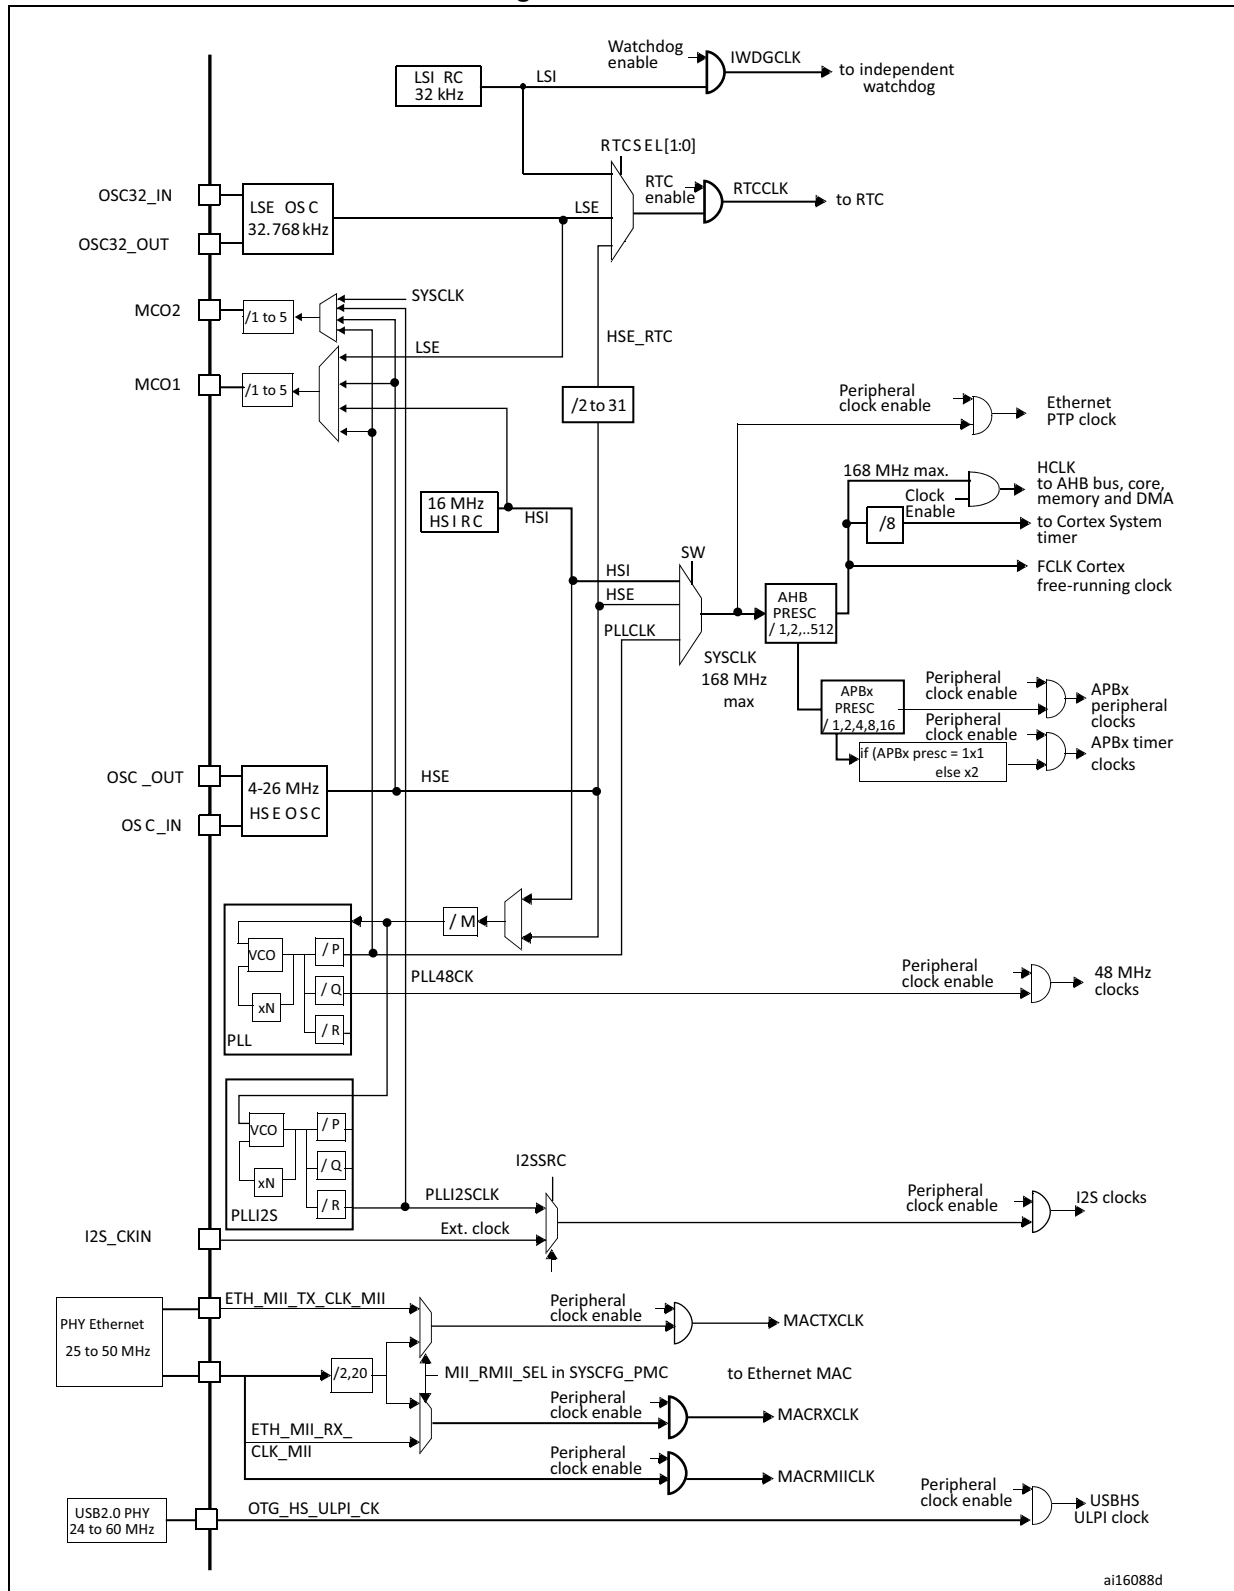 Watchdog
enable
IWDGCLK
to independent
watchdog
LSI RC
32 kHz
LSI
RTCSEL[1:0]
OSC32_IN
OSC32_OUT
LSE OSC
32.768 kHz
LSE
RTC
enable
RTCCLK
to RTC
MCO2
/1 to 5
SYSCLK
LSE
HSE_RTC
MCO1
/1 to 5
/2 to 31
Peripheral
clock enable
Ethernet
PTP clock
16 MHz
HSI RC
HSI
168 MHz max.
Clock
Enable
HCLK
to AHB bus, core,
memory and DMA
/8
to Cortex System
timer
FCLK Cortex
free-running clock
SW
HSI
HSE
PLLCLK
SYSCLK
168 MHz
max
AHB
PRESC
/ 1,2,..512
APBx
PRESC
/ 1,2,4,8,16
Peripheral
clock enable
APBx
peripheral
clocks
Peripheral
clock enable
if (APBx presc = 1x1
else x2
APBx timer
clocks
OSC _OUT
OSC_IN
4-26 MHz
HSE OSC
HSE
/ M
VCO
xN
/ P
/ Q
/ R
PLL
PLL48CK
Peripheral
clock enable
48 MHz
clocks
VCO
xN
/ P
/ Q
/ R
PLLI2S
PLLI2SCLK
I2SSRC
Peripheral
clock enable
I2S clocks
I2S_CKIN
Ext. clock
PHY Ethernet
25 to 50 MHz
ETH_MII_TX_CLK_MII
Peripheral
clock enable
MACTXCLK
/2,20
MII_RMII_SEL in SYSCFG_PMC
to Ethernet MAC
ETH_MII_RX_
CLK_MII
Peripheral
clock enable
MACRXCLK
Peripheral
clock enable
MACRMIICLK
USB2.0 PHY
24 to 60 MHz
OTG_HS_ULPI_CK
Peripheral
clock enable
USBHS
ULPI clock
ai16088d